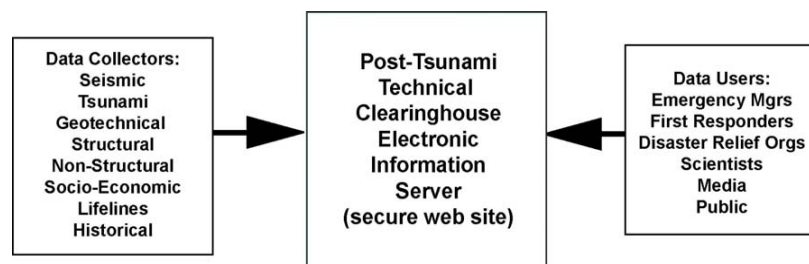 Data Collectors:
Seismic
Tsunami
Geotechnical
Structural
Non-Structural
Socio-Economic
Lifelines
Historical
Post-Tsunami
Technical
Clearinghouse
Electronic
Information
Server
(secure web site)
Data Users:
Emergency Mgrs
First Responders
Disaster Relief Orgs
Scientists
Media
Public